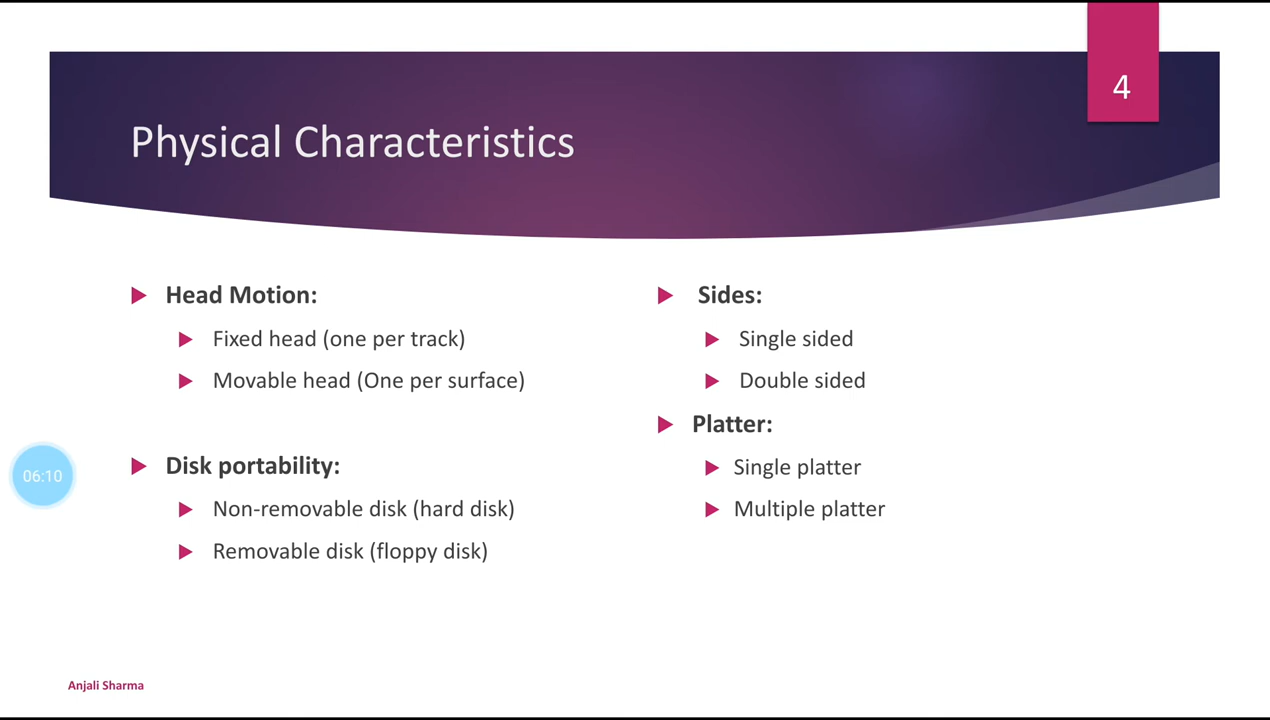 4
Physical Characteristics
Head Motion:
Fixed head (one per track)
Movable head (One per surface)
Disk portability:
Non-removable disk (hard disk)
Removable disk (floppy disk)
Sides:
Single sided
Double sided
Platter:
Single platter
Multiple platter
06:10
Anjali Sharma